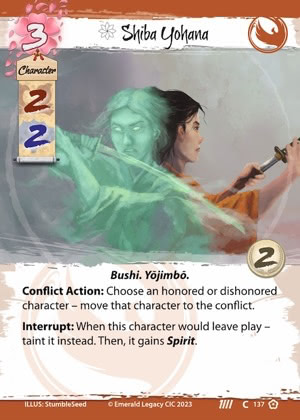 3
Shiba Yohana
Character
2
2
2
Bushi. Yōjimbō.
Conflict Action: Choose an honored or dishonored
character – move that character to the conflict.
Interrupt: When this character would leave play –
taint it instead. Then, it gains Spirit.
ILLUS: StumbleSeed © Emerald Legacy CIC 2023 C 137